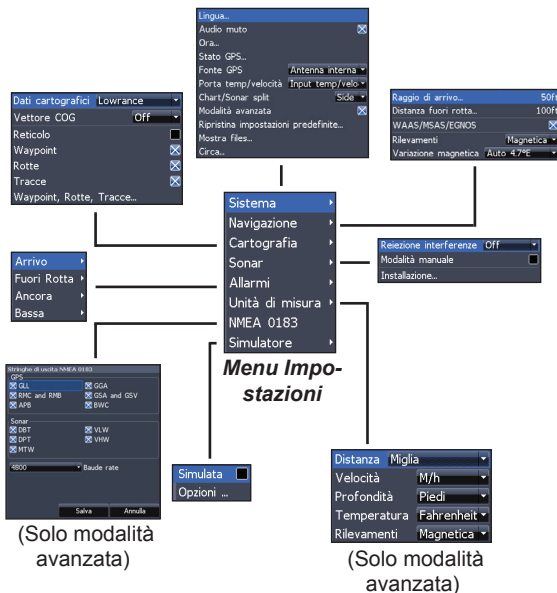 Lingua...
Audio muto
Ora...
Stato GPS...
Fonte GPS Antenna interna
Porta temp/velocità Input temp/velo
Chart/Sonar split Side
Modalità avanzata
Ripristina impostazioni predefinite...
Mostra files...
Circa...
Dati cartografici Lowrance
Vettore COG Off
Reticolo
Waypoint
Rotte
Tracce
Waypoint, Rotte, Tracce...
Raggio di arrivo... 50ft
Distanza fuori rotta... 100ft
WAAS/MSAS/EGNOS
Rilevamenti Magnetica
Variazione magnetica Auto 4.7ºE
Sistema
Navigazione
Cartografia
Sonar
Allarmi
Unità di misura
NMEA 0183
Simulatore
Menu Impo-
stazioni
Reiezione interferenze Off
Modalità manuale
Installazione...
Arrivo
Fuori Rotta
Ancora
Bassa
Stringhe di uscita NMEA 0183
GPS
GLL GGA
RMC and RMB GSA and GSV
APB BWC
Sonar
DBT VLW
DPT VHW
MTW
4800 Baude rate
Salva Annulla
(Solo modalità
avanzata)
Simulata
Opzioni ...
Distanza Miglia
Velocità M/h
Profondità Piedi
Temperatura Fahrenheit
Rilevamenti Magnetica
(Solo modalità
avanzata)